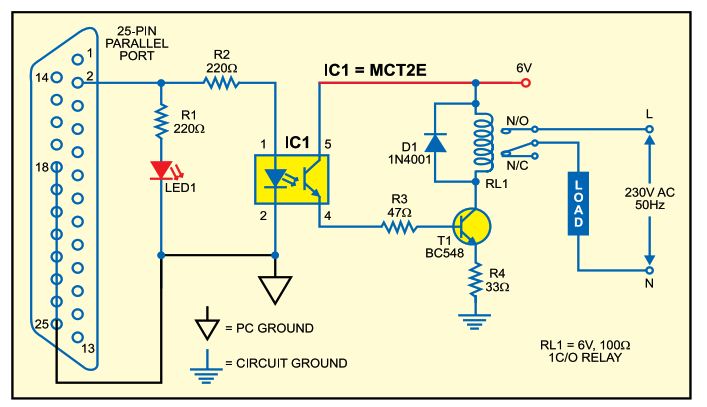 25-PIN
PARALLEL
PORT
1
14
2
R2
220Ω
IC1 = MCT2E
6V
R1
220Ω
1
IC1
5
D1
1N4001
N/O
L
18
LED1
RL1
N/C
LOAD
230V AC
50Hz
2
4
R3
47Ω
T1
BC548
N
R4
33Ω
25
13
= PC GROUND
= CIRCUIT GROUND
RL1 = 6V, 100Ω
1C/O RELAY